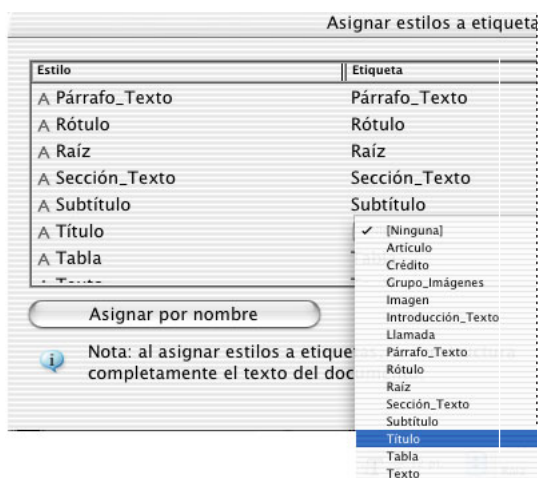 Asignar estilos a etiqueta
Estilo Etiqueta
A Párrafo_Texto Párrafo_Texto
A Rótulo Rótulo
A Raíz Raíz
A Sección_Texto Sección_Texto
A Subtítulo Subtítulo
A Título
A Tabla
✓ [Ninguna]
Artículo
Crédito
Grupo_Imágenes
Imagen
Introducción_Texto
Llamada
Párrafo_Texto
Rótulo
Raíz
Sección_Texto
Subtítulo
Título
Tabla
Texto
Asignar por nombre
Nota: al asignar estilos a etique
completamente el texto del doc